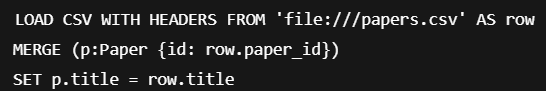 LOAD CSV WITH HEADERS FROM 'file:///papers.csv' AS row
MERGE (p:Paper {id: row.paper_id})
SET p.title = row.title